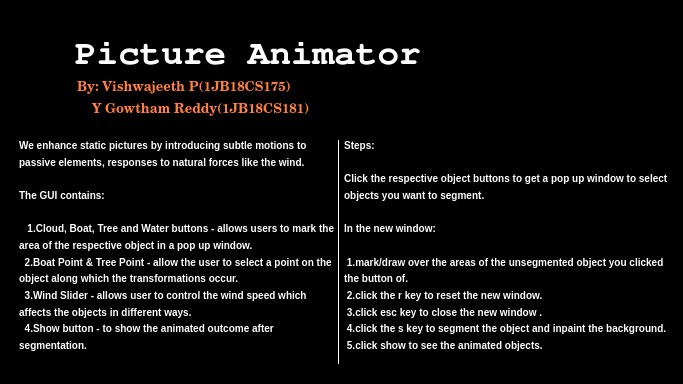 Picture Animator
By: Vishwajeeth P(1JB18CS175)
Y Gowtham Reddy(1JB18CS181)
We enhance static pictures by introducing subtle motions to
passive elements, responses to natural forces like the wind.
The GUI contains:
1.Cloud, Boat, Tree and Water buttons - allows users to mark the
area of the respective object in a pop up window.
2.Boat Point & Tree Point - allow the user to select a point on the
object along which the transformations occur.
3.Wind Slider - allows user to control the wind speed which
affects the objects in different ways.
4.Show button - to show the animated outcome after
segmentation.
Steps:
Click the respective object buttons to get a pop up window to select
objects you want to segment.
In the new window:
1.mark/draw over the areas of the unsegmented object you clicked
the button of.
2.click the r key to reset the new window.
3.click esc key to close the new window .
4.click the s key to segment the object and inpaint the background.
5.click show to see the animated objects.